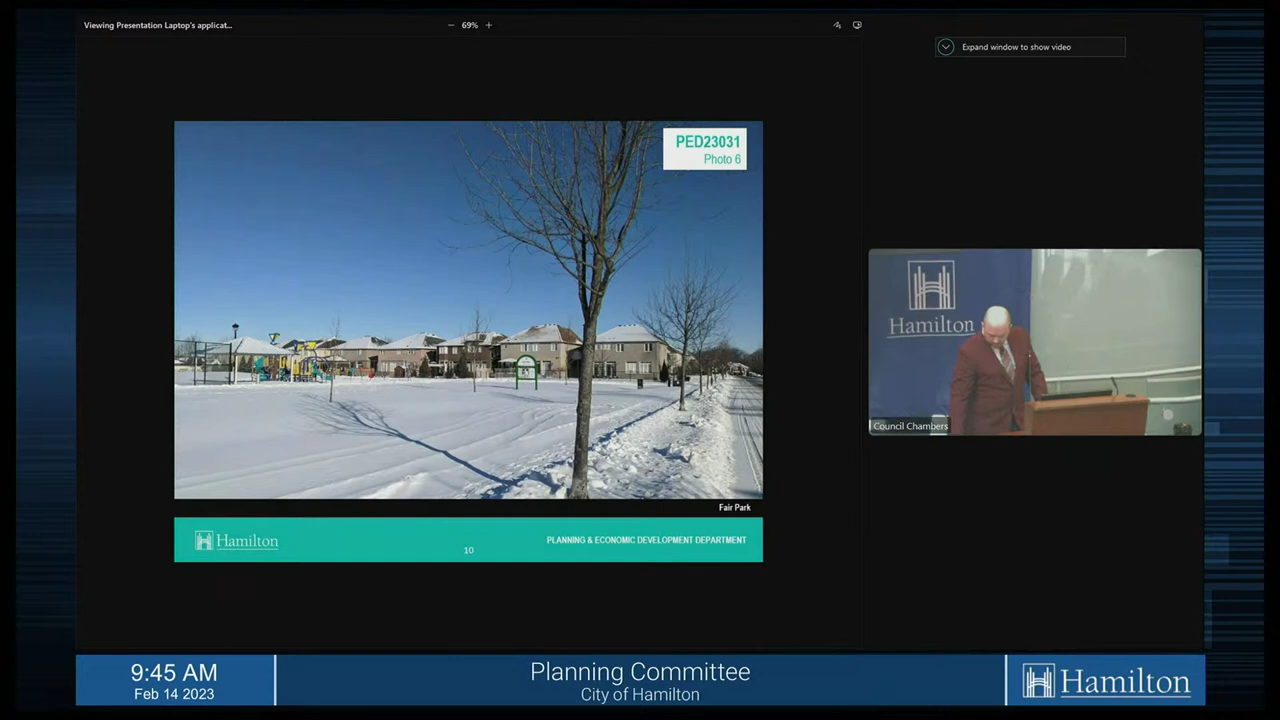 Viewing Presentation Laptop's applicat...
69%
Expand window to show video
PED23031
Photo 6
Hamilton
Council Chambers
Fair Park
Hamilton
10
PLANNING & ECONOMIC DEVELOPMENT DEPARTMENT
9:45 AM
Feb 14 2023
Planning Committee
City of Hamilton
Hamilton